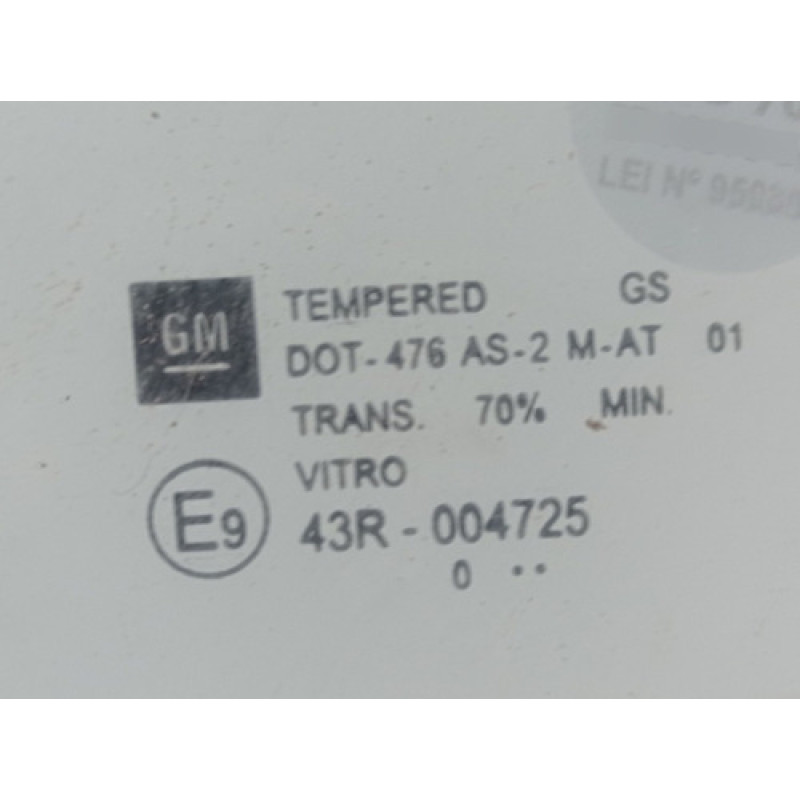 LEI Nº
GM
TEMPERED GS
DOT-476 AS-2 M-AT 01
TRANS. 70% MIN.
VITRO
E9
43R-004725
0 ··